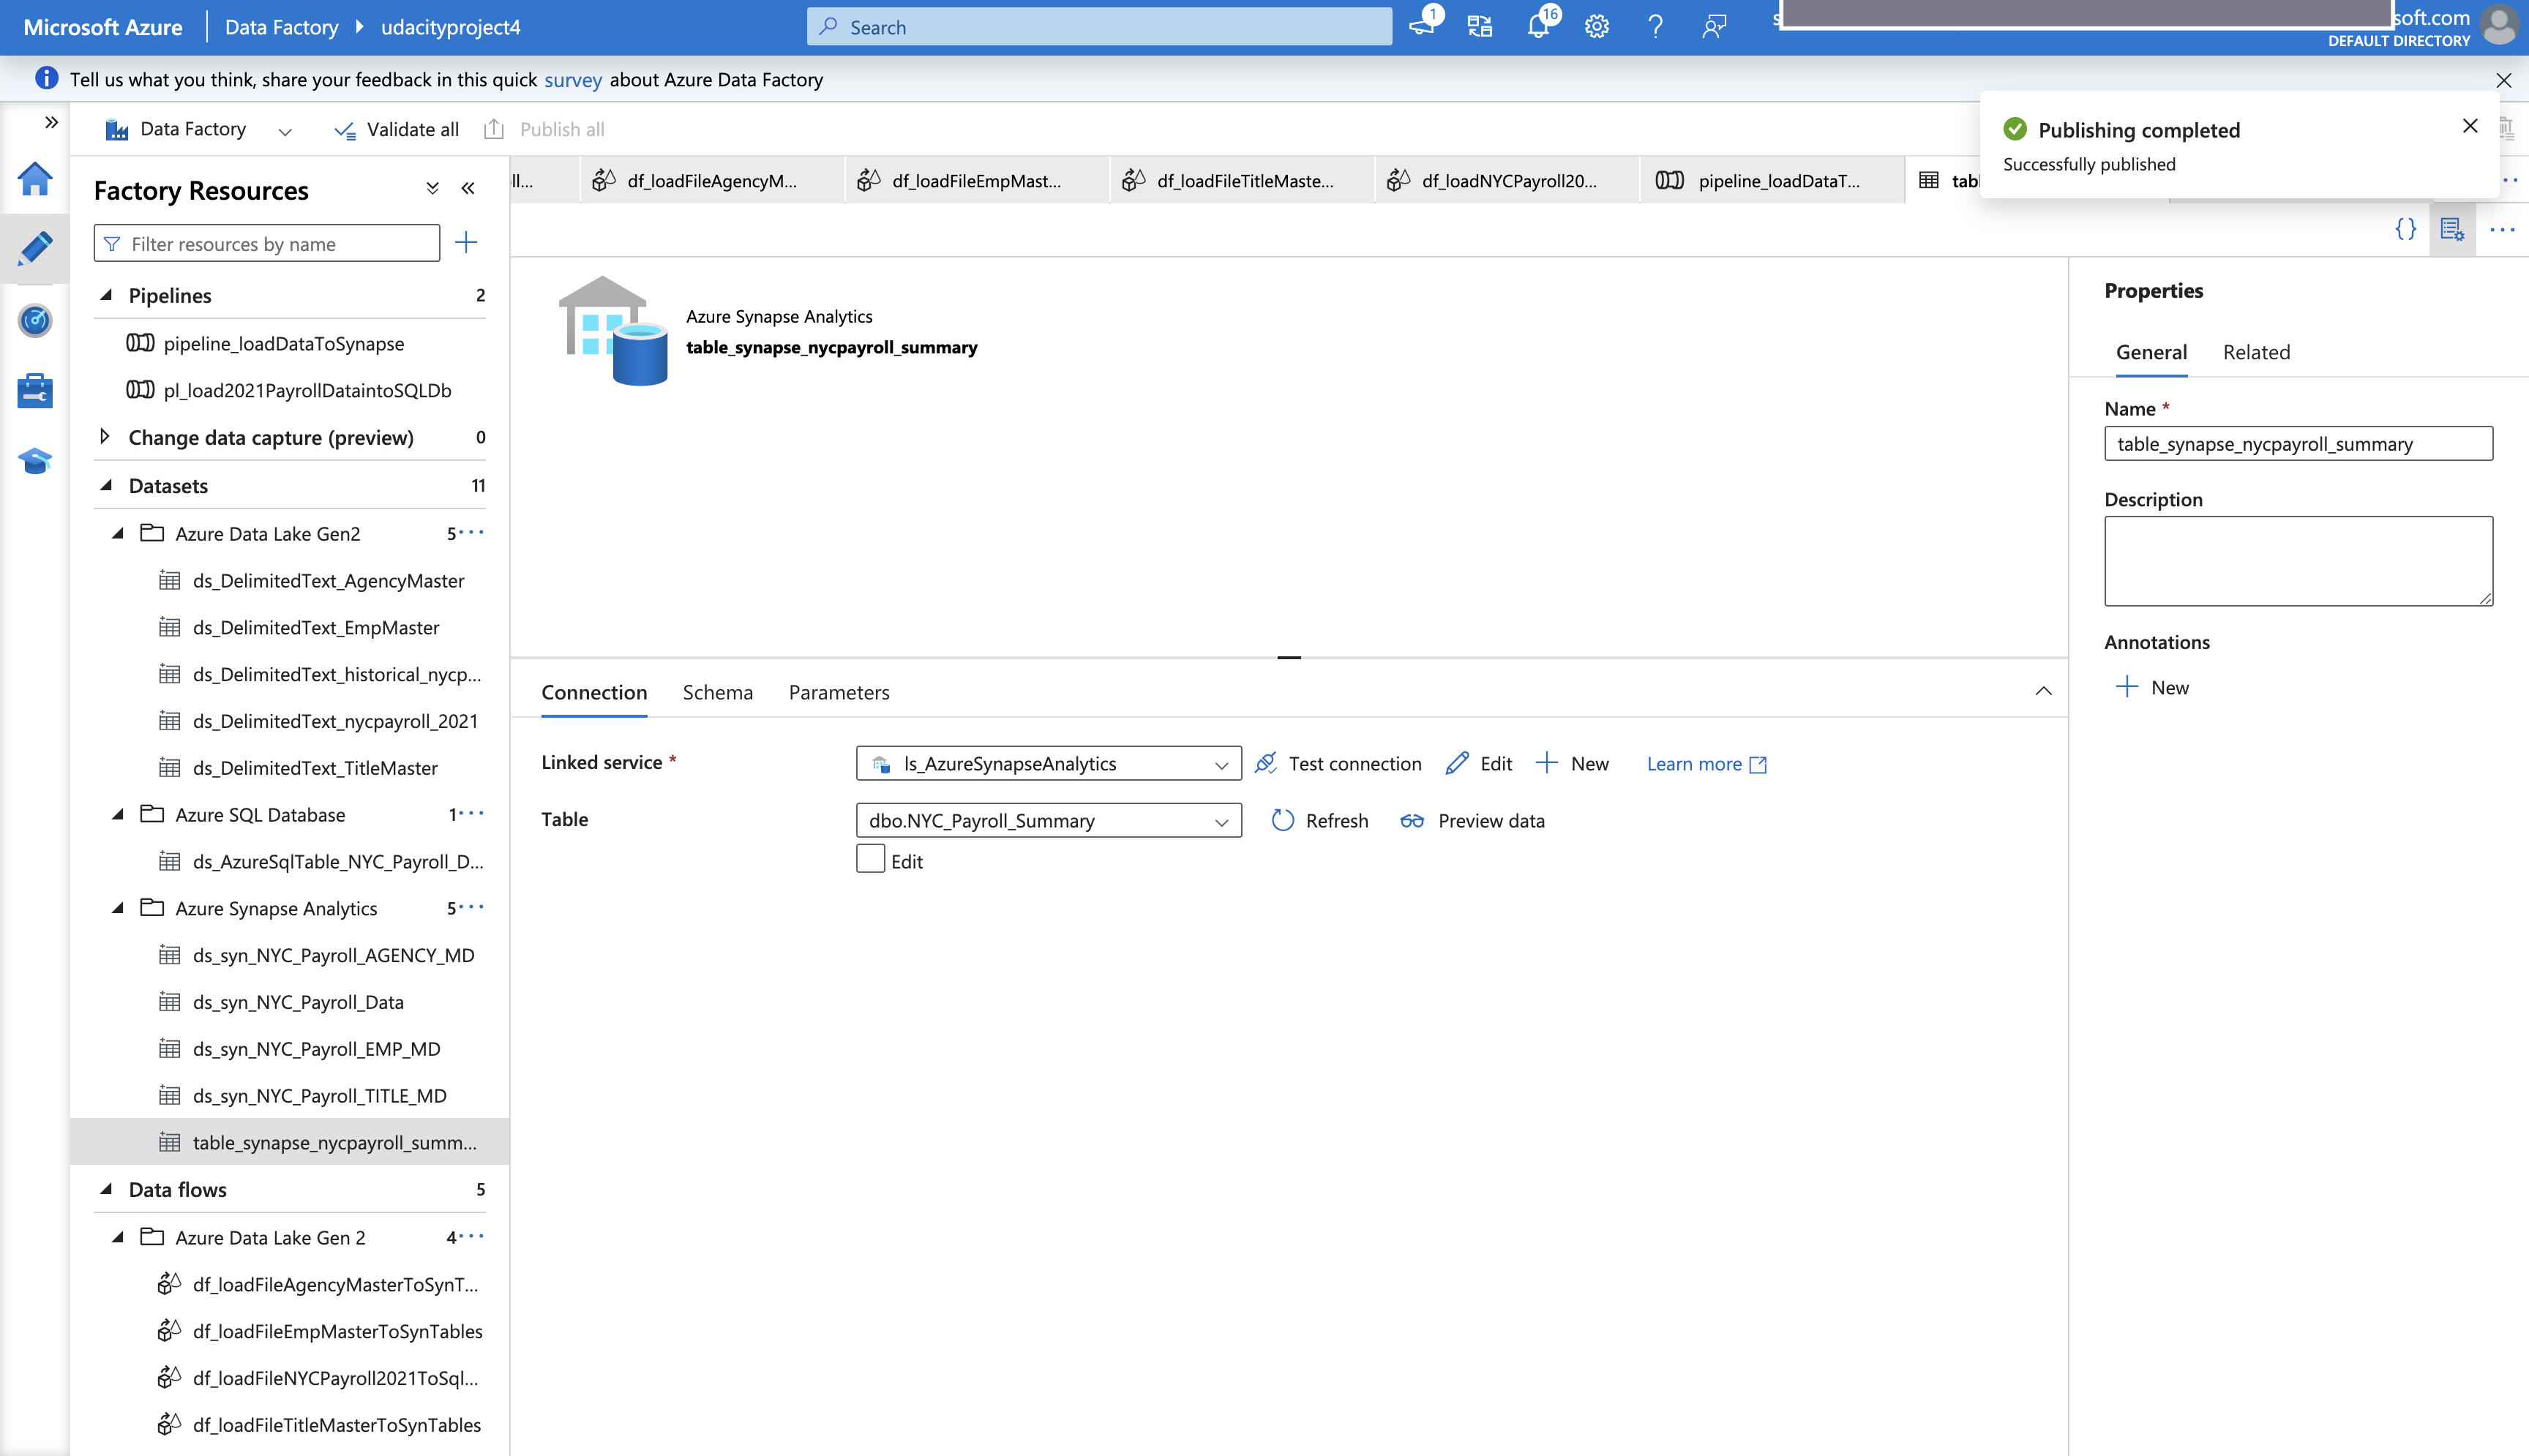 Microsoft Azure
Data Factory
udacityproject4
Search
1
16
soft.com
DEFAULT DIRECTORY
Tell us what you think, share your feedback in this quick survey about Azure Data Factory
Data Factory
Validate all
Publish all
Publishing completed
Successfully published
Factory Resources
Filter resources by name
Pipelines 2
pipeline_loadDataToSynapse
pl_load2021PayrollDataintoSQLDb
Change data capture (preview) 0
Datasets 11
Azure Data Lake Gen2 5
ds_DelimitedText_AgencyMaster
ds_DelimitedText_EmpMaster
ds_DelimitedText_historical_nycp...
ds_DelimitedText_nycpayroll_2021
ds_DelimitedText_TitleMaster
Azure SQL Database 1
ds_AzureSqlTable_NYC_Payroll_D...
Azure Synapse Analytics 5
ds_syn_NYC_Payroll_AGENCY_MD
ds_syn_NYC_Payroll_Data
ds_syn_NYC_Payroll_EMP_MD
ds_syn_NYC_Payroll_TITLE_MD
table_synapse_nycpayroll_summ...
Data flows 5
Azure Data Lake Gen 2 4
df_loadFileAgencyMasterToSynT...
df_loadFileEmpMasterToSynTables
df_loadFileNYCPayroll2021ToSql...
df_loadFileTitleMasterToSynTables
ll...
df_loadFileAgencyM...
df_loadFileEmpMast...
df_loadFileTitleMaste...
df_loadNYCPayroll20...
pipeline_loadDataT...
tab
{}
Azure Synapse Analytics
table_synapse_nycpayroll_summary
Connection
Schema
Parameters
Linked service *
ls_AzureSynapseAnalytics
Test connection
Edit
New
Learn more
Table
dbo.NYC_Payroll_Summary
Refresh
Preview data
Edit
Properties
General
Related
Name *
table_synapse_nycpayroll_summary
Description
Annotations
New